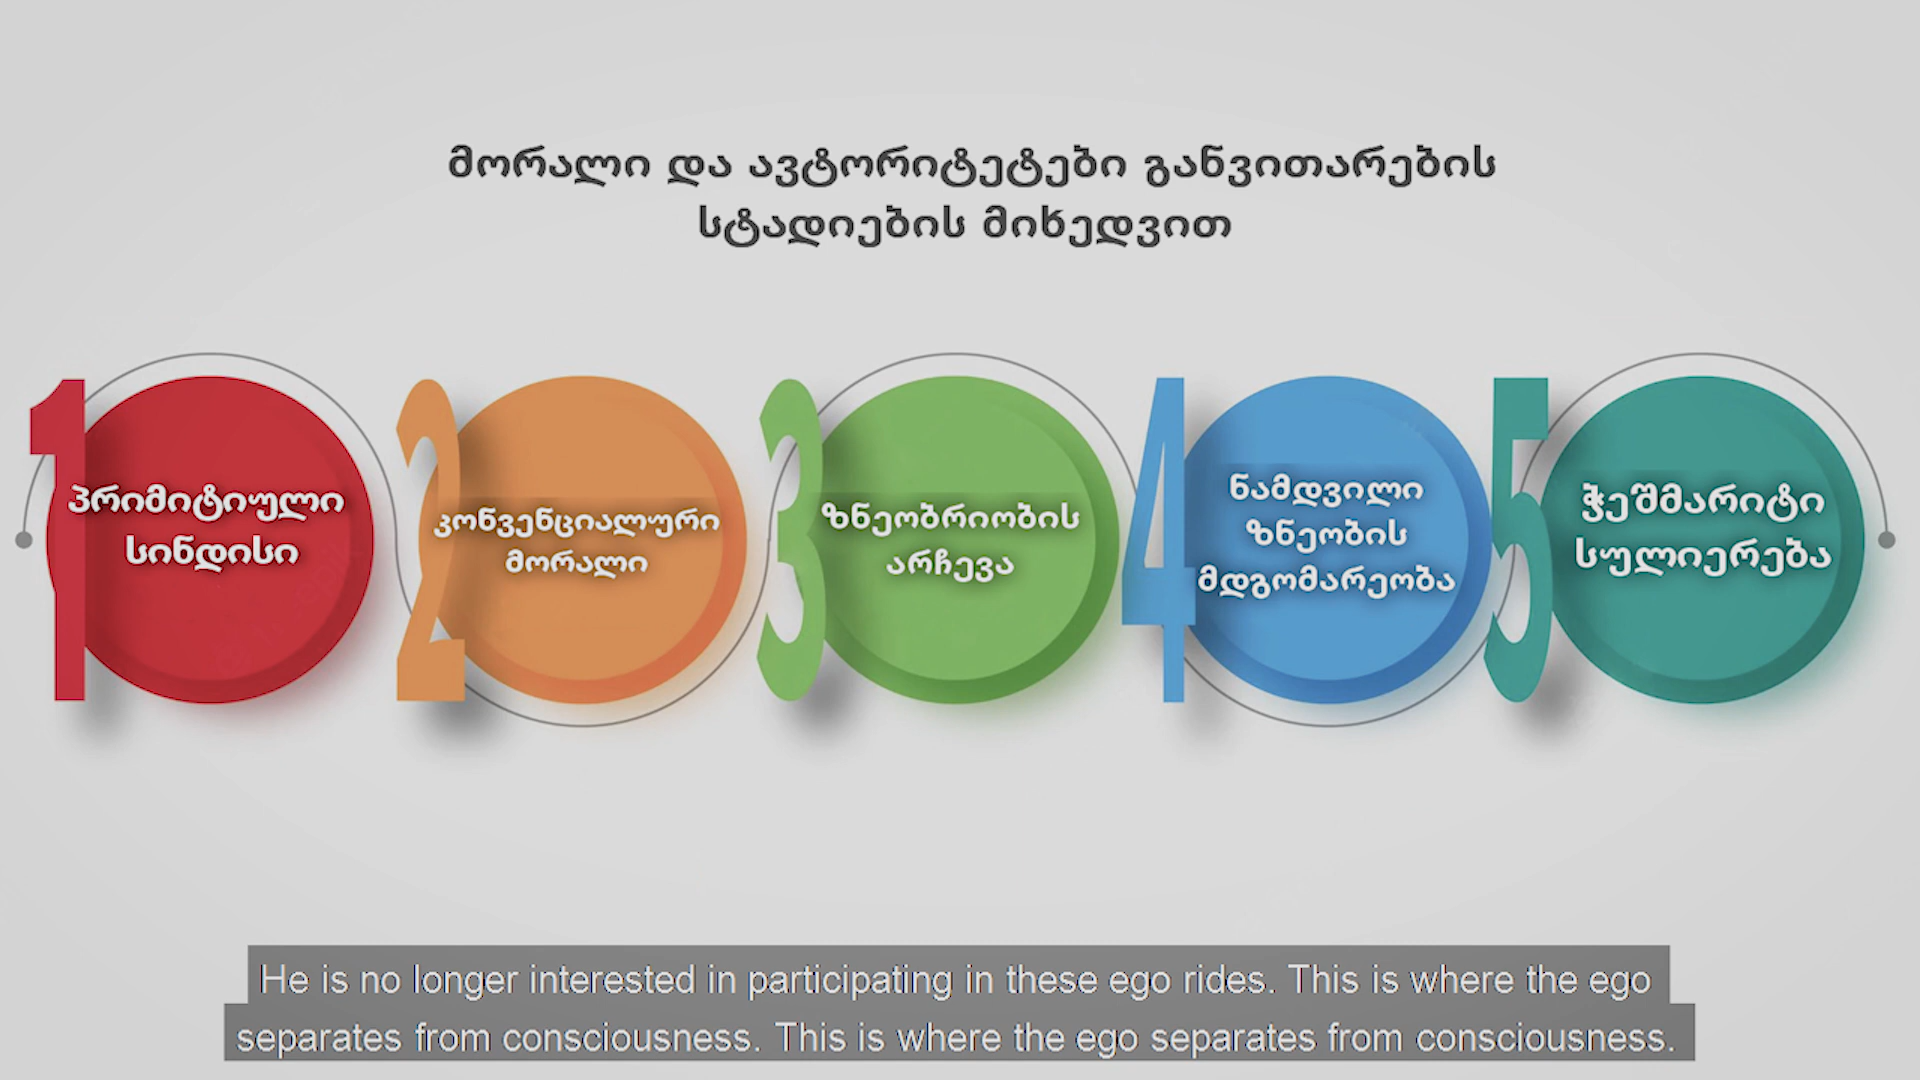 მორალი და ავტორიტეტები განვითარების
სტადიების მიხედვით
1
პრიმიტიული
სინდისი
2
კონვენციალური
მორალი
3
ზნეობრიობის
არჩევა
4
ნამდვილი
ზნეობის
მდგომარეობა
5
ჭეშმარიტი
სულიერება
He is no longer interested in participating in these ego rides. This is where the ego
separates from consciousness. This is where the ego separates from consciousness.